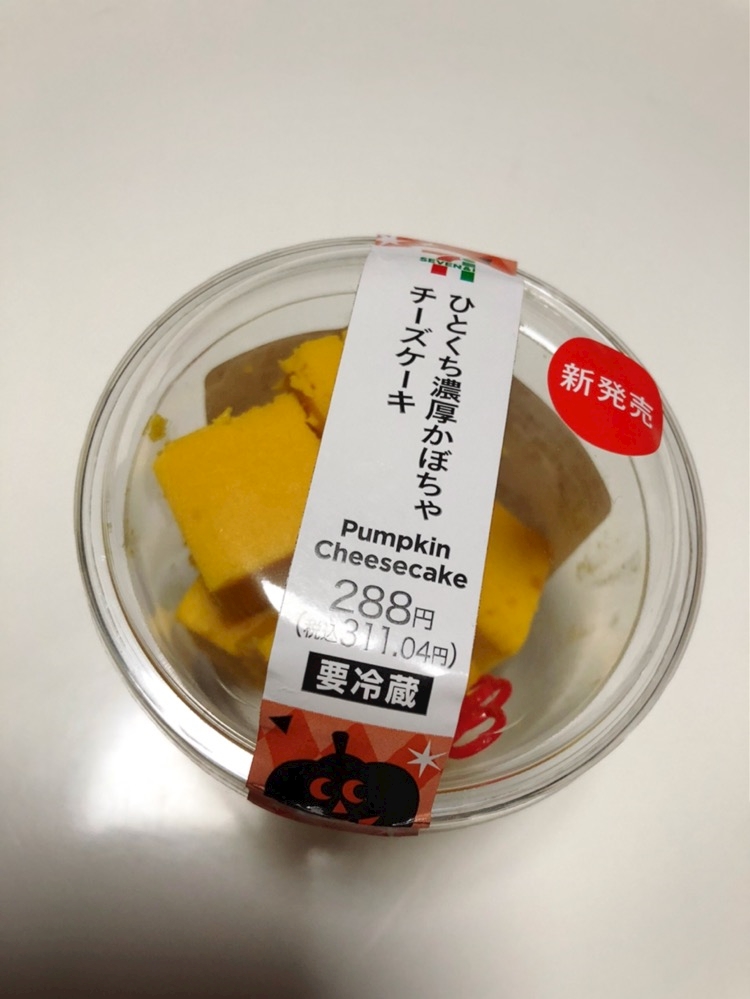 ひとくち濃厚かぼちゃ
チーズケーキ
Pumpkin
Cheesecake
288円
(税込311.04円)
要冷蔵
新発売